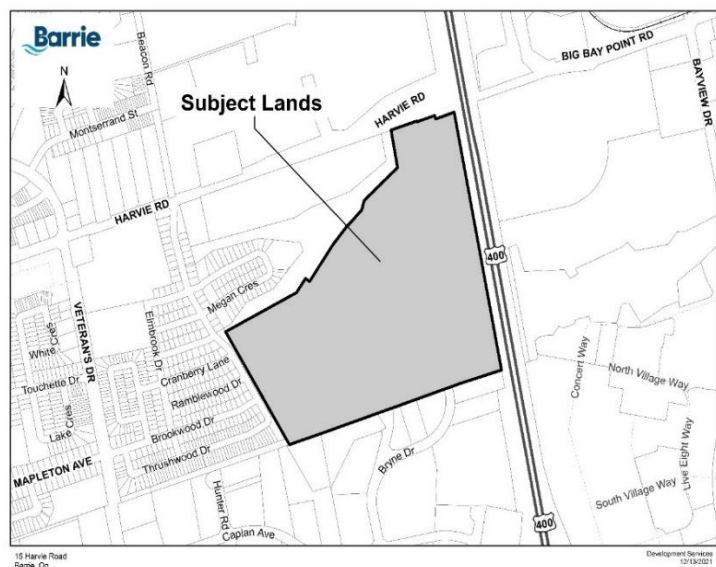 Barrie
N
Beacon Rd
Montserrand St
Subject Lands
HARVIE RD
BIG BAY POINT RD
BAYVIEW DR
HARVIE RD
400
Megan Cres
VETERAN'S DR
Elmbrook Dr
White Cres
Cranberry Lane
Touchette Dr
Ramblewood Dr
Lake Cres
Brookwood Dr
MAPLETON AVE
Thrushwood Dr
Hunter Rd
Caplan Ave
Bryne Dr
Concert Way
North Village Way
Live Eight Way
South Village Way
400
15 Harvie Road
Barrie, On
Development Services
12/13/2021